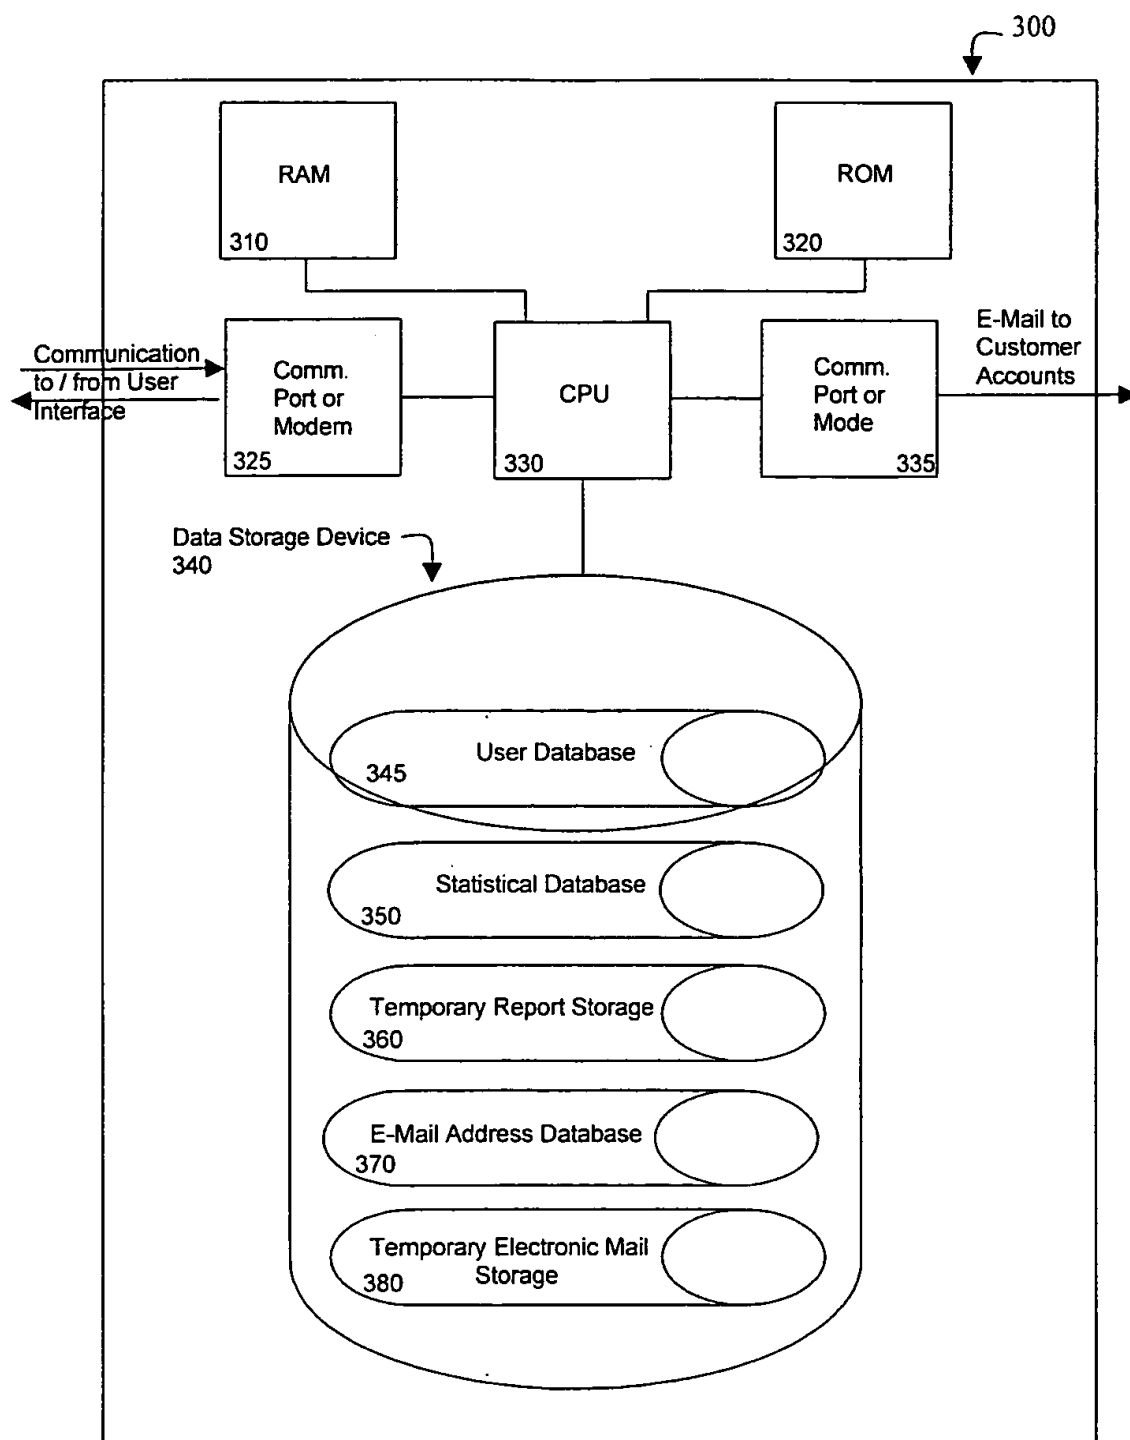 300
RAM
310
ROM
320
Communication
to / from User
Interface
Comm.
Port or
Modem
325
CPU
330
Comm.
Port or
Mode
335
E-Mail to
Customer
Accounts
Data Storage Device
340
User Database
345
Statistical Database
350
Temporary Report Storage
360
E-Mail Address Database
370
Temporary Electronic Mail
Storage
380